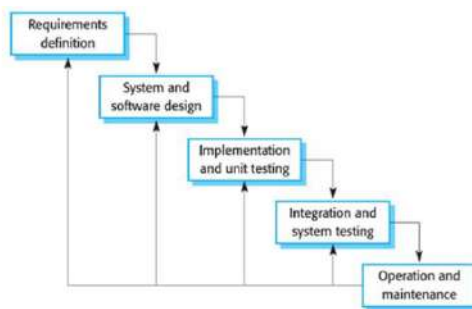 Requirements
definition
System and
software design
Implementation
and unit testing
Integration and
system testing
Operation and
maintenance